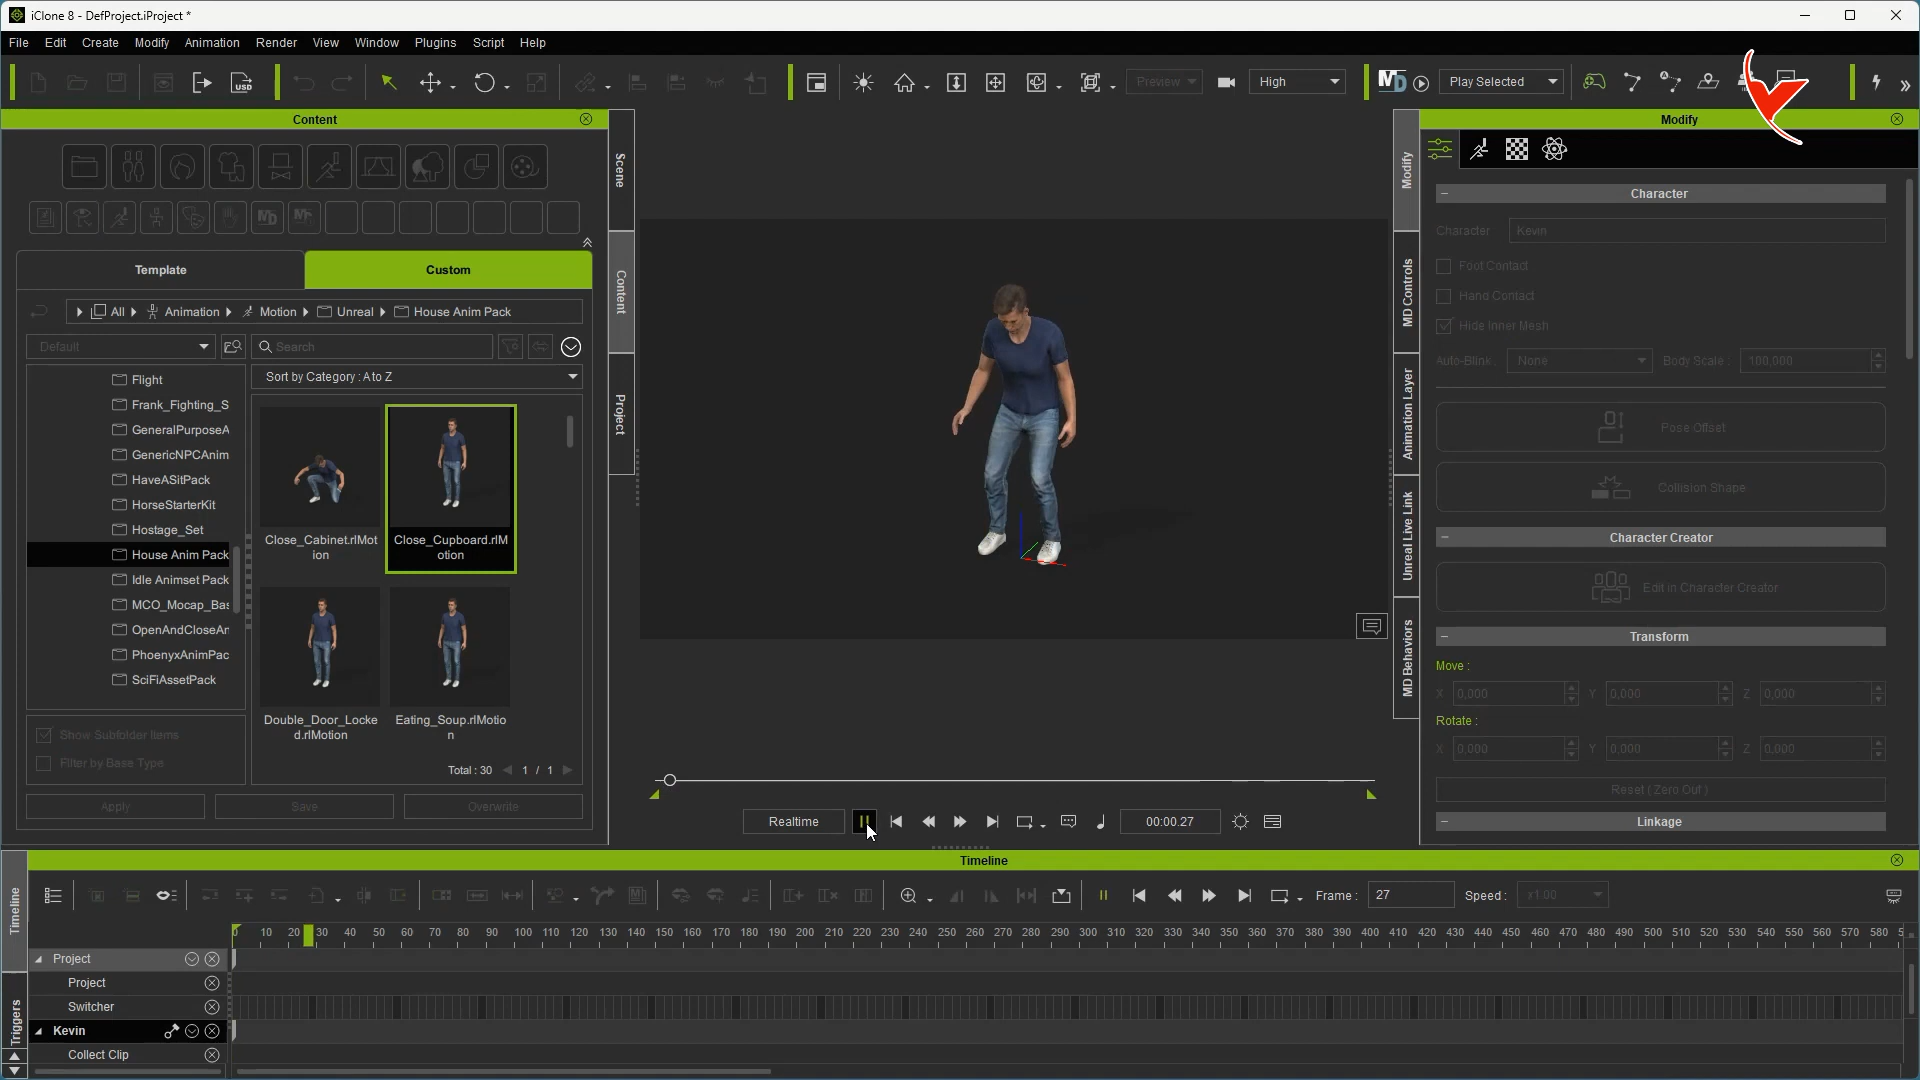 iClone 8 - DefProject.iProject *
File Edit Create Modify Animation Render View Window Plugins Script Help
USD Preview High MD Play Selected
Content
Modify
Template
Custom
All Animation Motion Unreal House Anim Pack
Default
Search
Sort by Category : A to Z
Flight
Frank_Fighting_S
GeneralPurposeA
GenericNPCAnim
HaveASitPack
HorseStarterKit
Hostage_Set
House Anim Pack
Idle Animset Pack
MCO_Mocap_Bas
OpenAndCloseAn
PhoenyxAnimPac
SciFiAssetPack
Close_Cabinet.rlMot
ion
Close_Cupboard.rlM
otion
Double_Door_Locke
d.rlMotion
Eating_Soup.rlMotio
n
Show Subfolder Items
Filter by Base Type
Total : 30 1 / 1
Apply
Save
Overwrite
Scene
Content
Project
Realtime
00:00.27
Modify
MD Controls
Animation Layer
Unreal Live Link
MD Behaviors
Character
Character Kevin
Foot Contact
Hand Contact
Hide Inner Mesh
Auto-Blink : None Body Scale : 100,000
Pose Offset
Collision Shape
Character Creator
Edit in Character Creator
Transform
Move :
X 0,000 Y 0,000 Z 0,000
Rotate :
X 0,000 Y 0,000 Z 0,000
Reset ( Zero Out )
Linkage
Timeline
Timeline
Triggers
Frame : 27 Speed : x1.00
0 10 20 30 40 50 60 70 80 90 100 110 120 130 140 150 160 170 180 190 200 210 220 230 240 250 260 270 280 290 300 310 320 330 340 350 360 370 380 390 400 410 420 430 440 450 460 470 480 490 500 510 520 530 540 550 560 570 580
Project
Project
Switcher
Kevin
Collect Clip